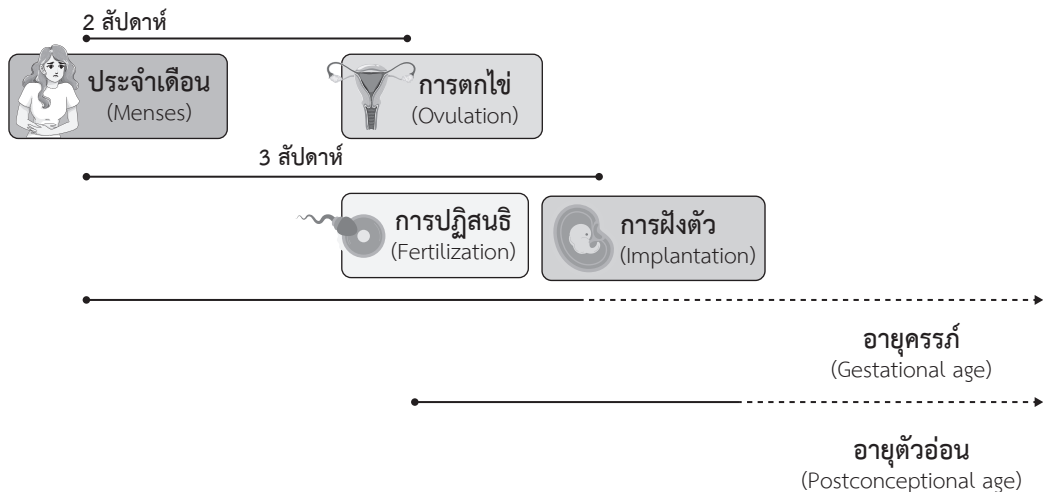 2 สัปดาห์
ประจำเดือน
(Menses)
การตกไข่
(Ovulation)
3 สัปดาห์
การปฏิสนธิ
(Fertilization)
การฝังตัว
(Implantation)
อายุครรภ์
(Gestational age)
อายุตัวอ่อน
(Postconceptional age)